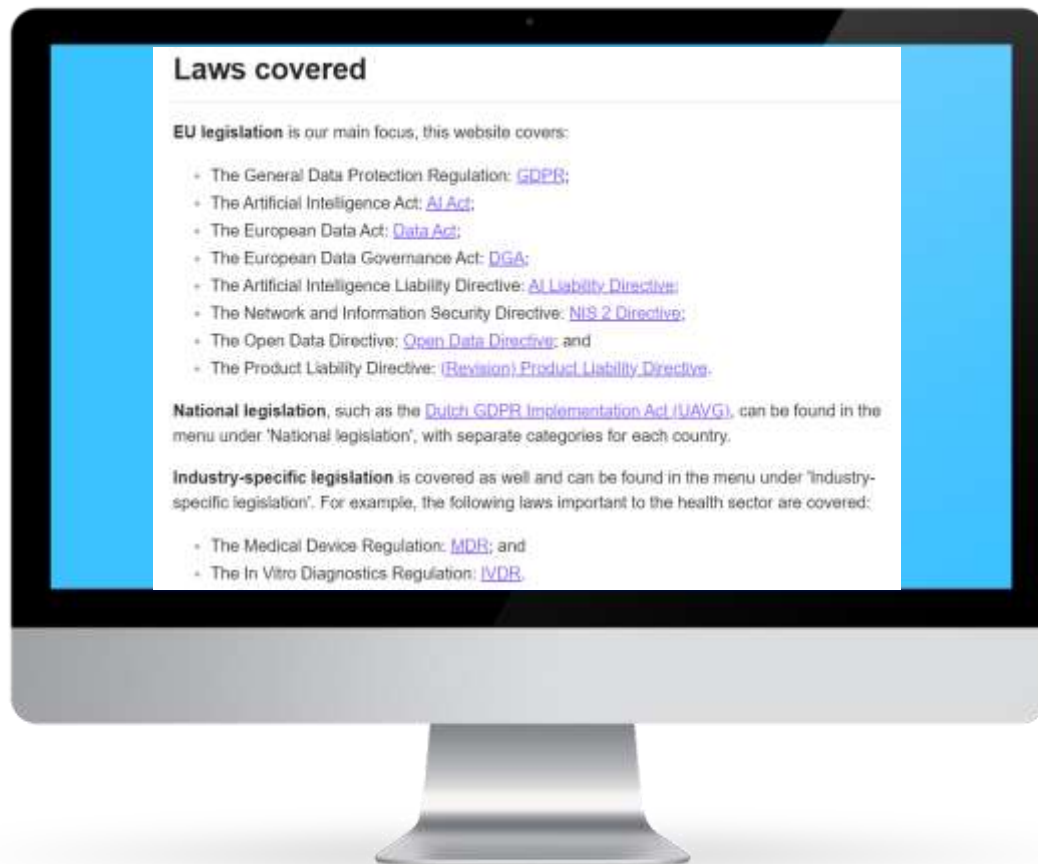 Laws covered
EU legislation is our main focus, this website covers:
The General Data Protection Regulation: GDPR;
The Artificial Intelligence Act: AI Act;
The European Data Act: Data Act;
The European Data Governance Act: DGA;
The Artificial Intelligence Liability Directive: AI Liability Directive;
The Network and Information Security Directive: NIS 2 Directive;
The Open Data Directive: Open Data Directive; and
The Product Liability Directive: (Revision) Product Liability Directive.
National legislation, such as the Dutch GDPR Implementation Act (UAVG), can be found in the
menu under 'National legislation', with separate categories for each country.
Industry-specific legislation is covered as well and can be found in the menu under 'Industry-
specific legislation'. For example, the following laws important to the health sector are covered:
The Medical Device Regulation: MDR; and
The In Vitro Diagnostics Regulation: IVDR.